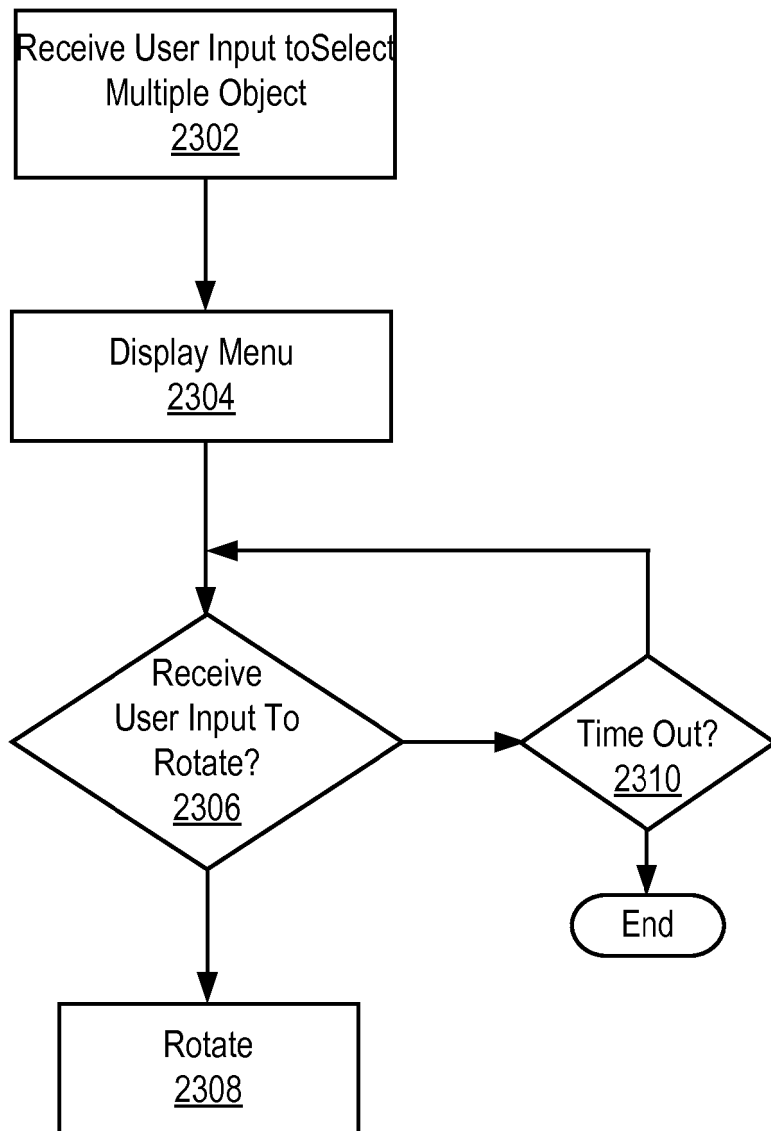 Receive User Input toSelect
Multiple Object
2302
Display Menu
2304
Receive
User Input To
Rotate?
2306
Time Out?
2310
End
Rotate
2308